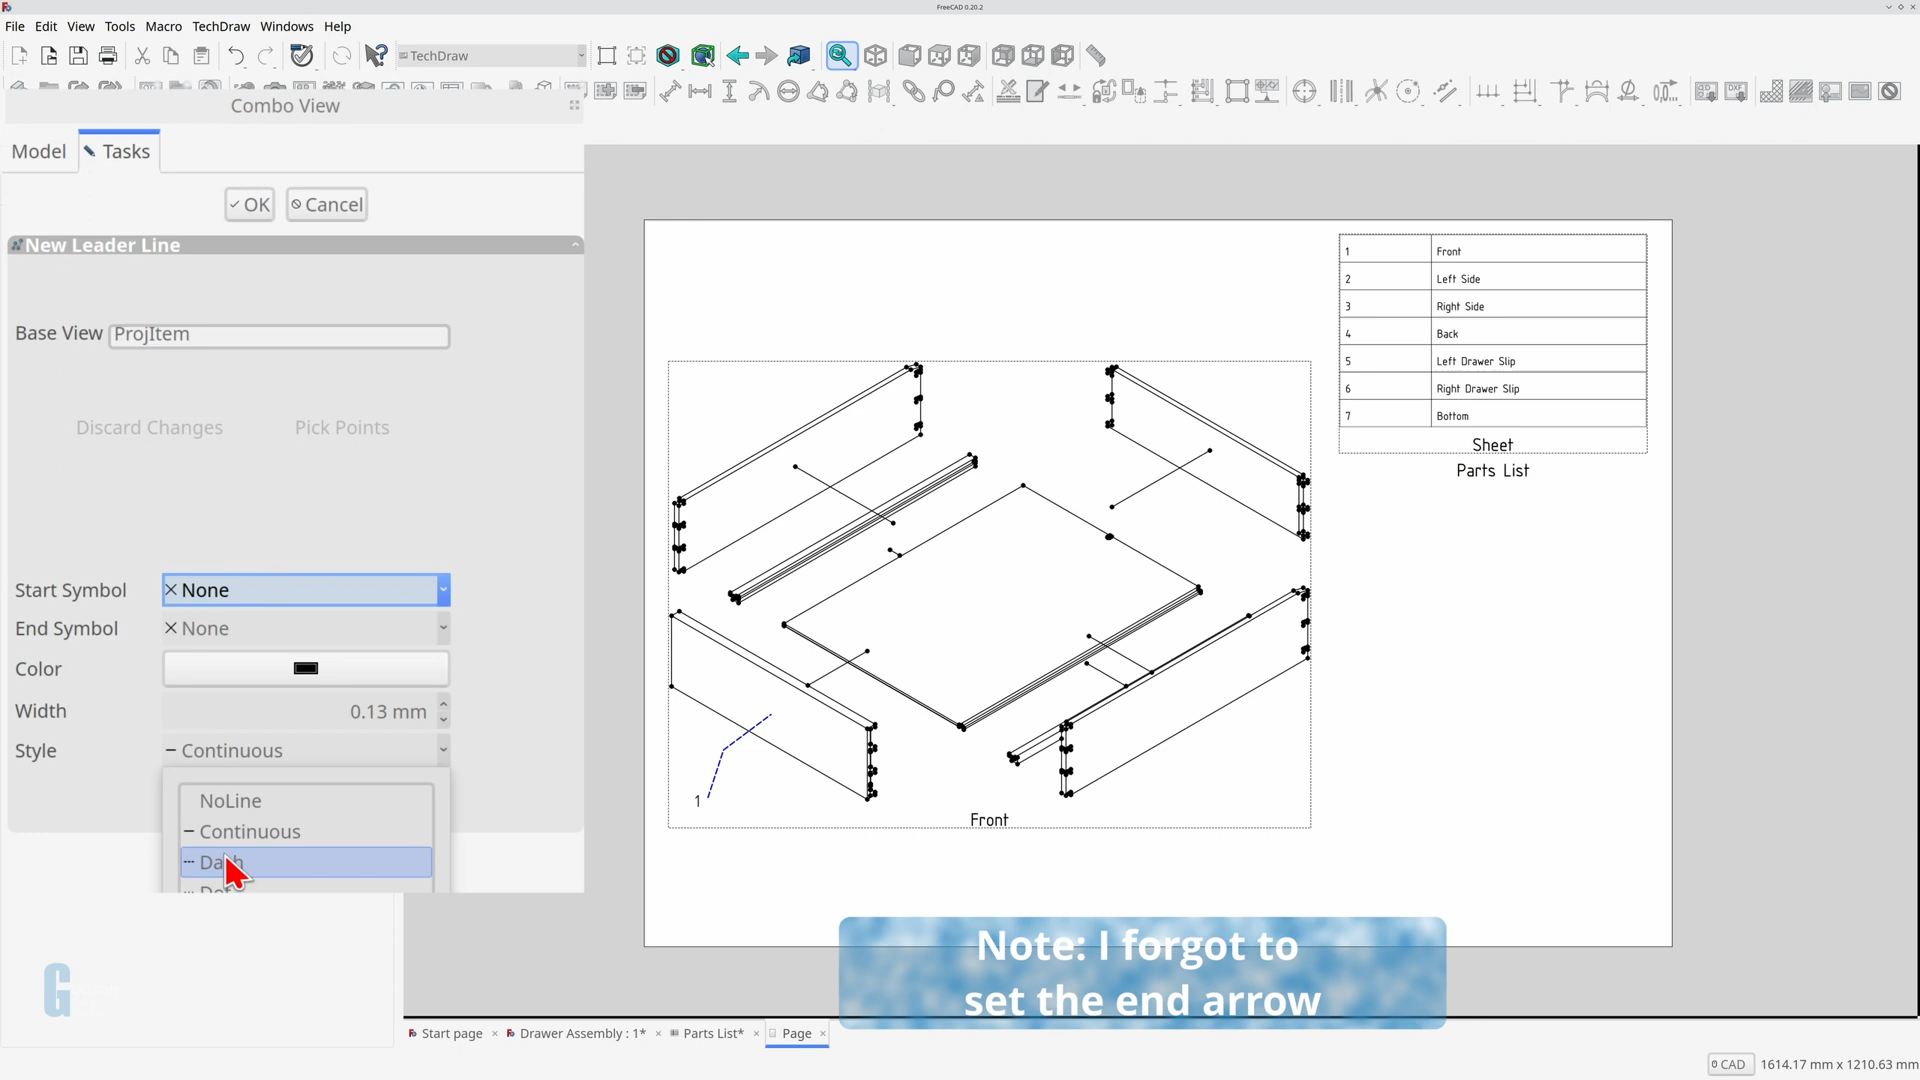 FreeCAD 0.20.2
File Edit View Tools Macro TechDraw Windows Help
TechDraw
Combo View
Model Tasks
OK Cancel
New Leader Line
Base View ProjItem
Discard Changes Pick Points
Start Symbol None
End Symbol None
Color
Width 0.13 mm
Style Continuous
NoLine
Continuous
Dash
Dot
1 Front
2 Left Side
3 Right Side
4 Back
5 Left Drawer Slip
6 Right Drawer Slip
7 Bottom
Sheet
Parts List
1
Front
Note: I forgot to
set the end arrow
G
Start page Drawer Assembly : 1* Parts List* Page
CAD 1614.17 mm x 1210.63 mm